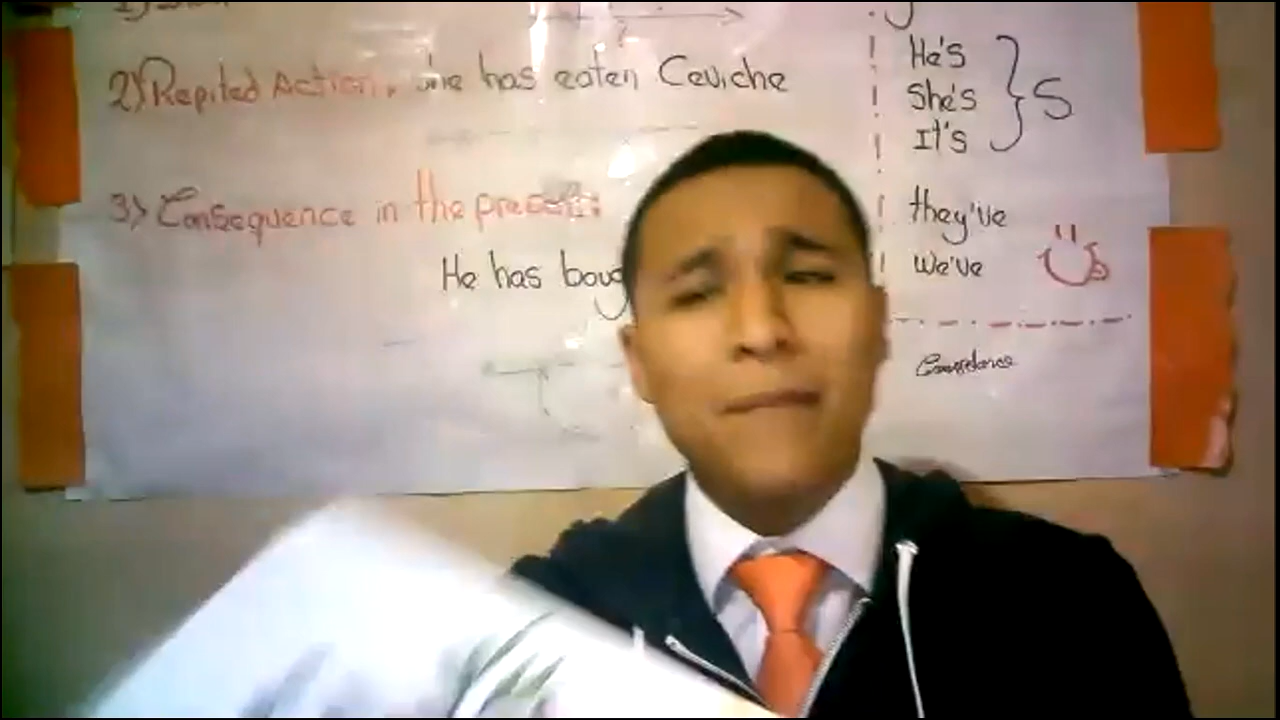 2) Repited Action: She has eaten Ceviche
3) Consequence in the present:
He has
He's
She's
It's
S
they've
We've